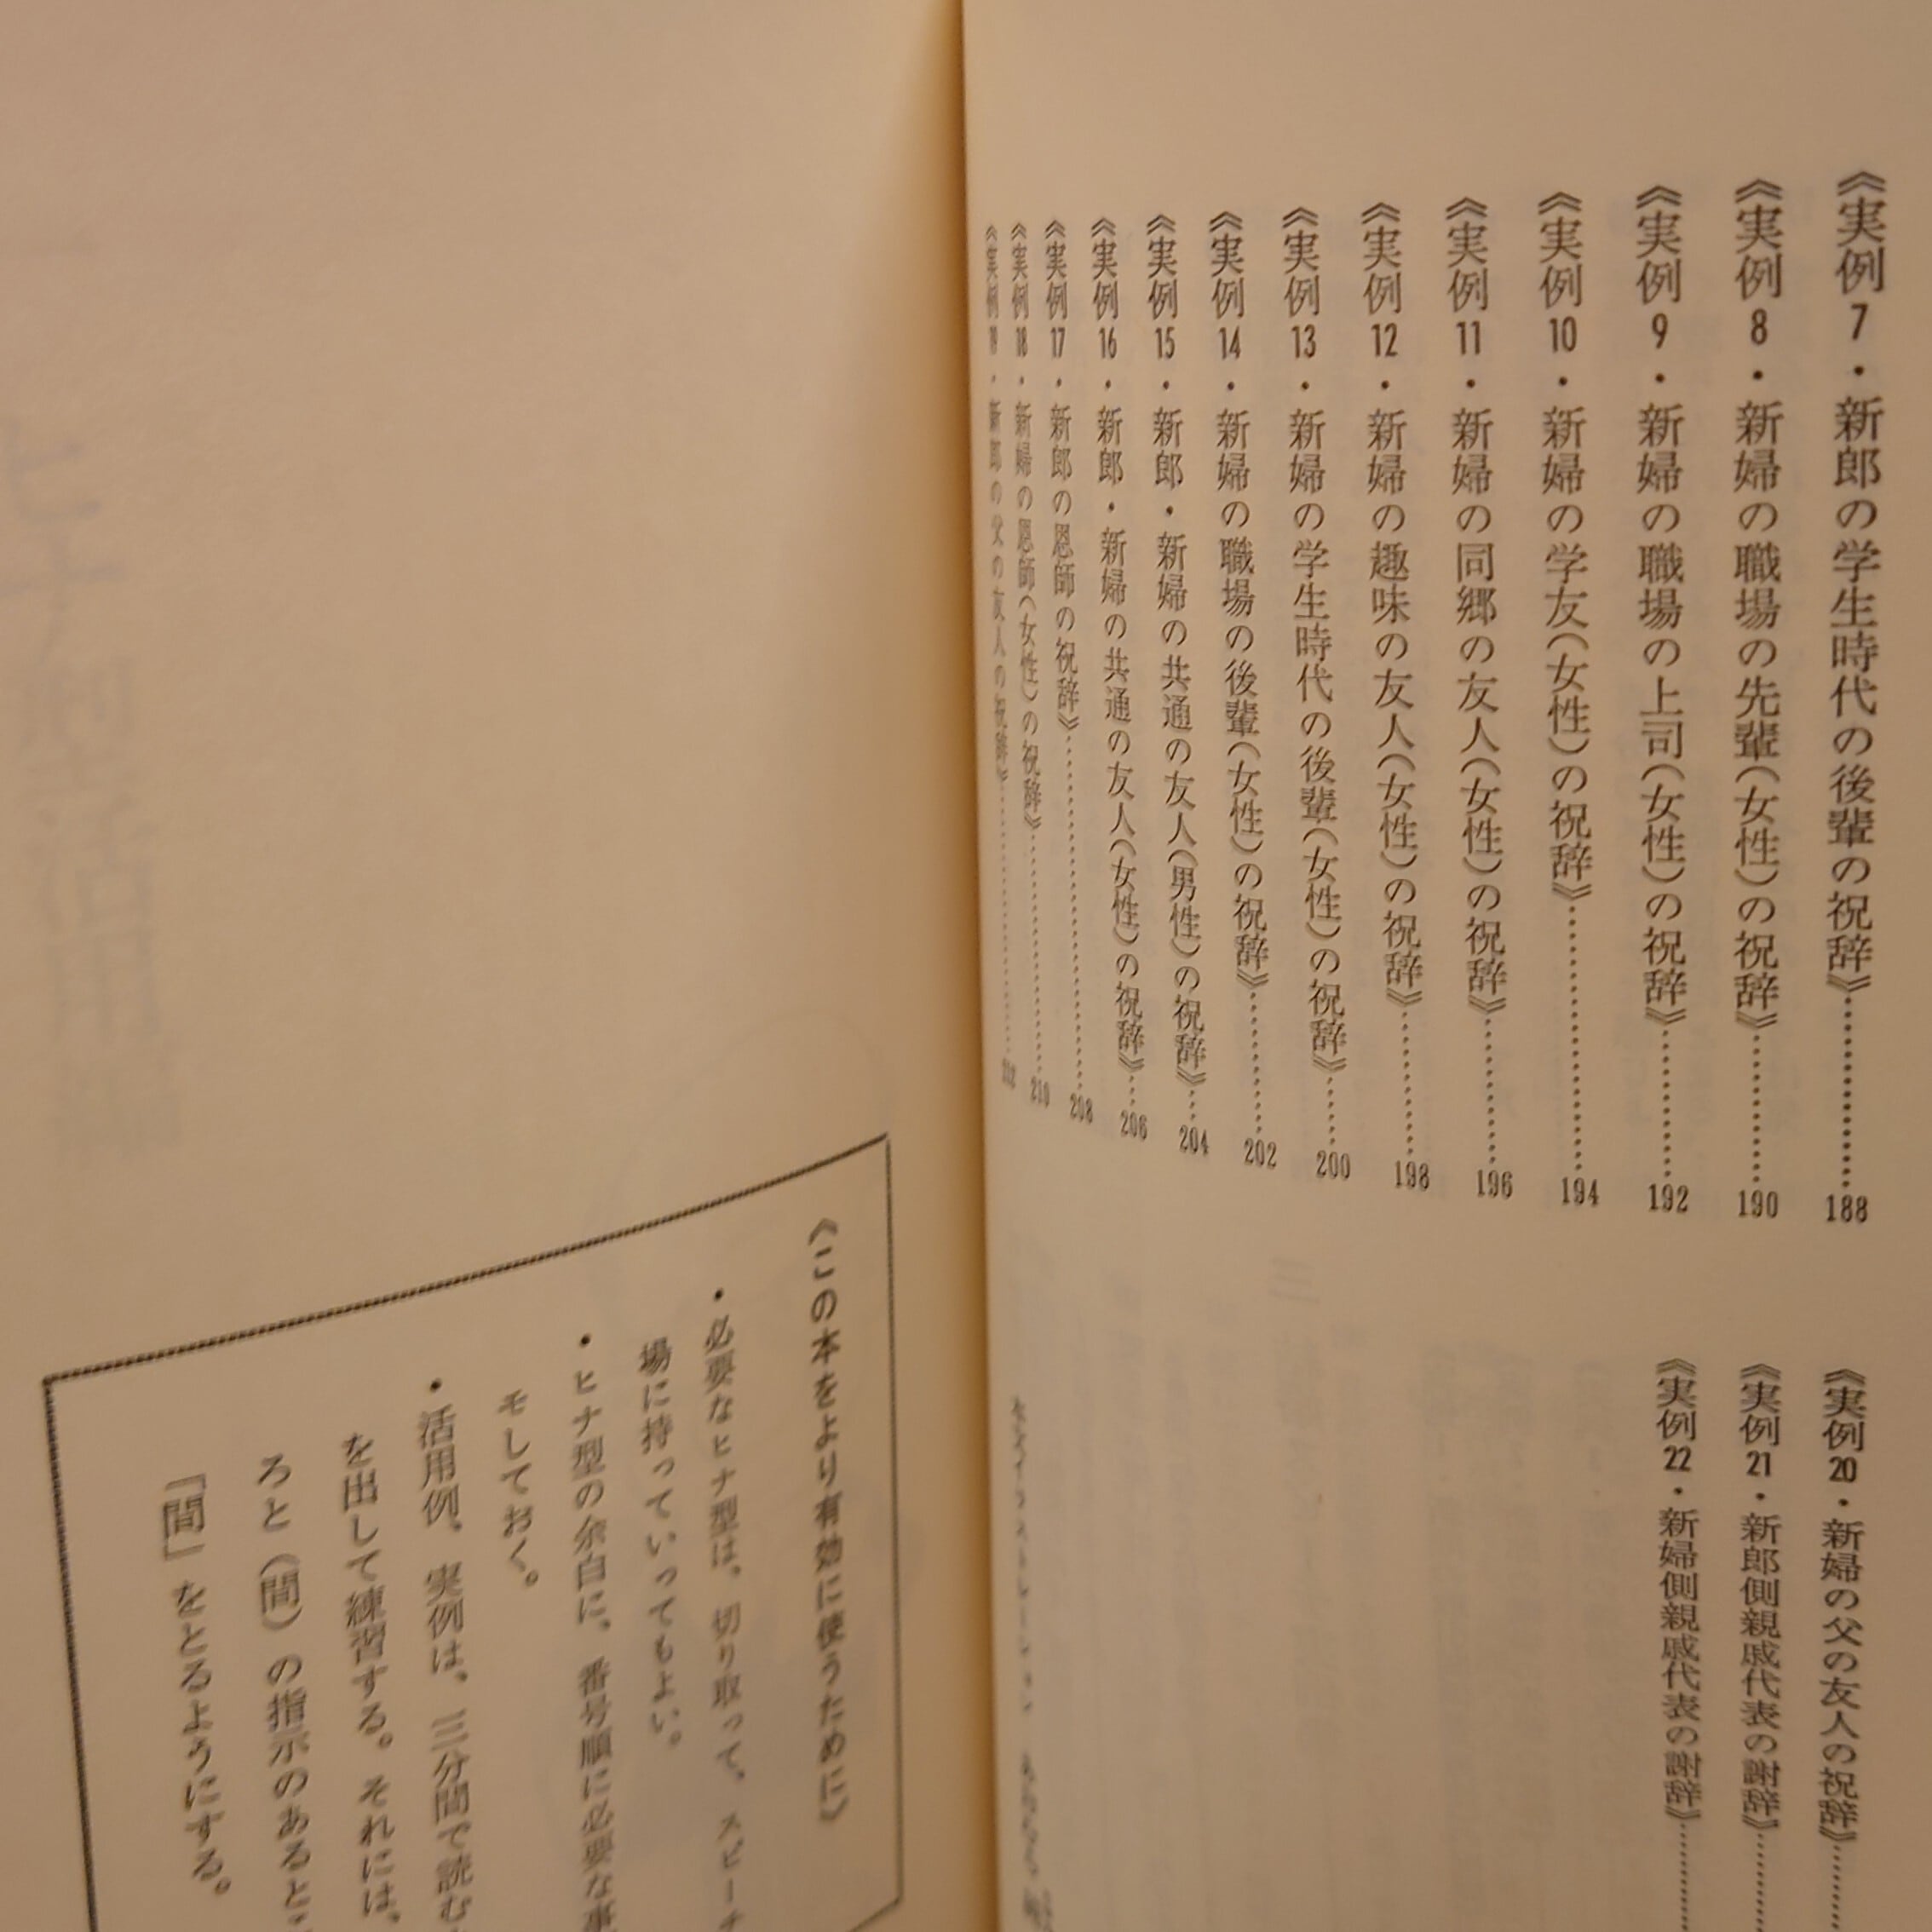 《実例7・新郎の学生時代の後輩の祝辞》……………188
《実例8・新婦の職場の先輩(女性)の祝辞》……………190
《実例9・新婦の職場の上司(女性)の祝辞》……………192
《実例10・新婦の学友(女性)の祝辞》……………194
《実例11・新婦の同郷の友人(女性)の祝辞》……………196
《実例12・新婦の趣味の友人(女性)の祝辞》……………198
《実例13・新婦の学生時代の後輩(女性)の祝辞》……200
《実例14・新婦の職場の後輩(女性)の祝辞》……………202
《実例15・新郎・新婦の共通の友人(男性)の祝辞》……204
《実例16・新郎・新婦の共通の友人(女性)の祝辞》……206
《実例17・新郎の恩師の祝辞》……………208
《実例18・新婦の恩師(女性)の祝辞》……………210
《実例19・新郎の父の友人の祝辞》……………212
《実例20・新婦の父の友人の祝辞》……
《実例21・新郎側親戚代表の謝辞》……
《実例22・新婦側親戚代表の謝辞》……
《この本をより有効に使うために》
・必要なヒナ型は、切り取って、スピーチ
場に持っていってもよい。
・ヒナ型の余白に、番号順に必要な事
モしておく。
・活用例、実例は、三分間で読む
を出して練習する。それには、
ろと(間)の指示のあるとこ
「間」をとるようにする。